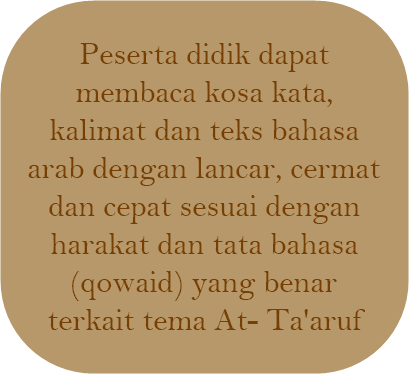 Peserta didik dapat
membaca kosa kata,
kalimat dan teks bahasa
arab dengan lancar, cermat
dan cepat sesuai dengan
harakat dan tata bahasa
(qowaid) yang benar
terkait tema At- Ta'aruf